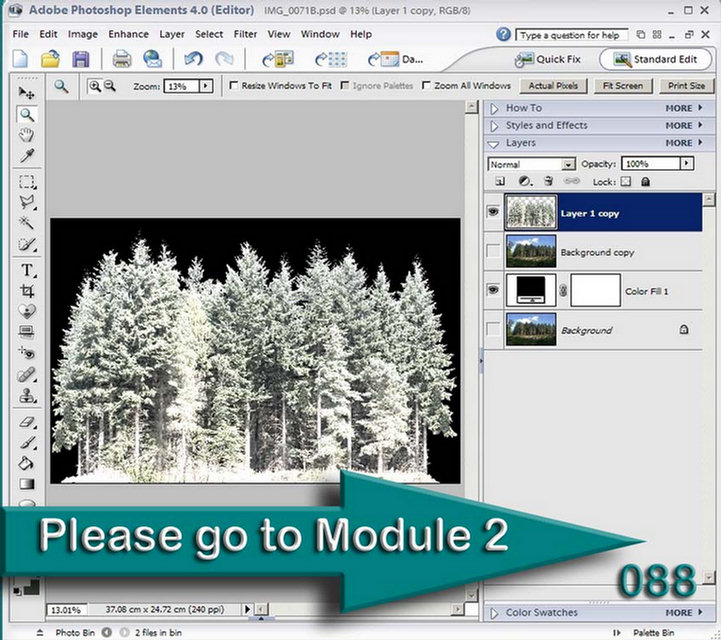 Adobe Photoshop Elements 4.0 (Editor) IMG_0071B.psd @ 13% (Layer 1 copy, RGB/8)
File Edit Image Enhance Layer Select Filter View Window Help Type a question for help
Da... Quick Fix Standard Edit
Zoom: 13% Resize Windows To Fit Ignore Palettes Zoom All Windows Actual Pixels Fit Screen Print Size
How To MORE
Styles and Effects MORE
Layers MORE
Normal Opacity: 100%
Lock:
Layer 1 copy
Background copy
Color Fill 1
Background
Please go to Module 2
088
13.01% 37.08 cm x 24.72 cm (240 ppi)
Color Swatches MORE
Photo Bin 2 files in bin Palette Bin